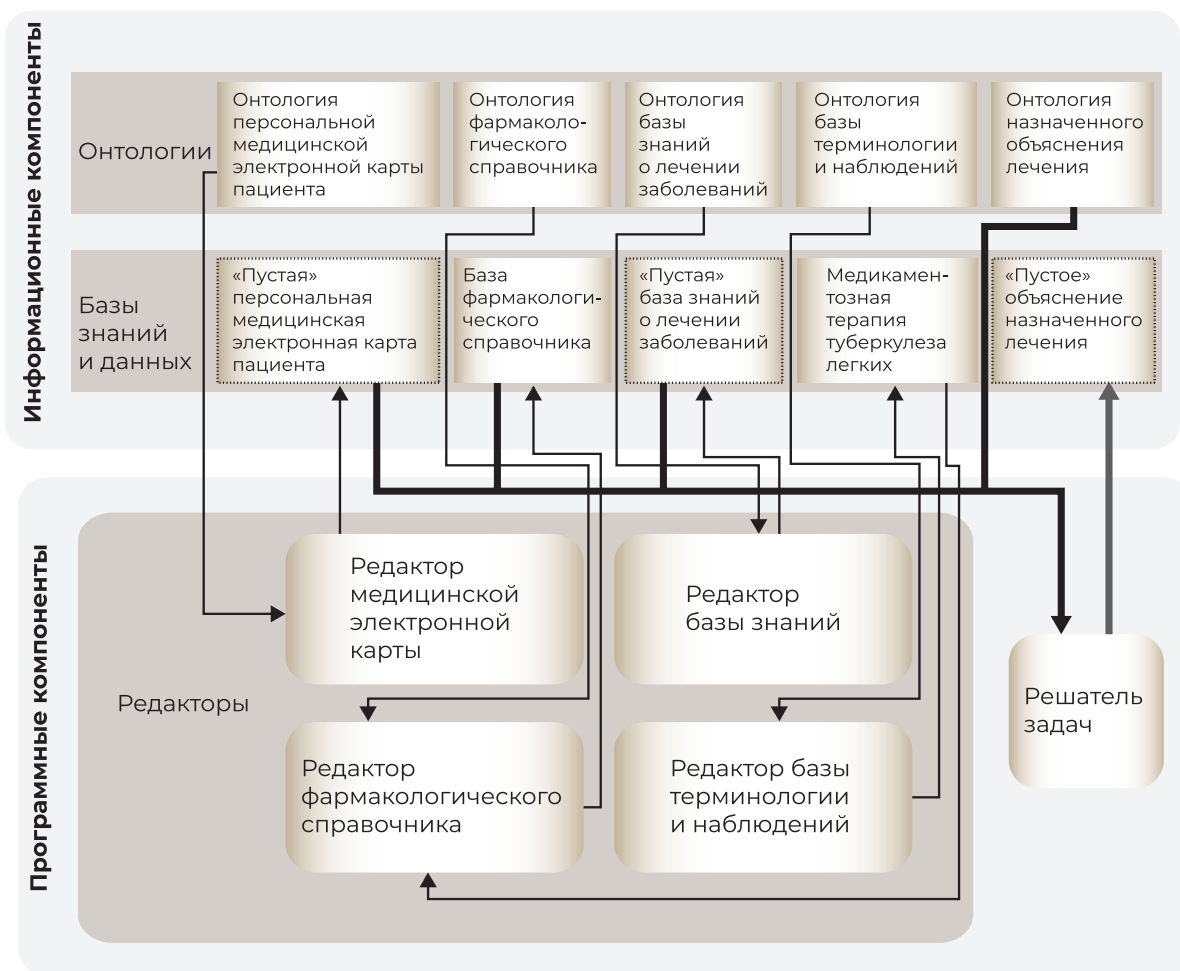 Информационные компоненты
Онтологии
Онтология
персональной
медицинской
электронной карты
пациента
Онтология
фармаколо-
гического
справочника
Онтология
базы
знаний
о лечении
заболеваний
Онтология
базы
терминологии
и наблюдений
Онтология
назначенного
объяснения
лечения
Базы
знаний
и данных
«Пустая»
персональная
медицинская
электронная карта
пациента
База
фармакологи-
ческого
справочника
«Пустая»
база знаний
о лечении
заболеваний
Медикамен-
тозная
терапия
туберкулеза
легких
«Пустое»
объяснение
назначенного
лечения
Программные компоненты
Редакторы
Редактор
медицинской
электронной
карты
Редактор
базы знаний
Редактор
фармакологического
справочника
Редактор базы
терминологии
и наблюдений
Решатель
задач